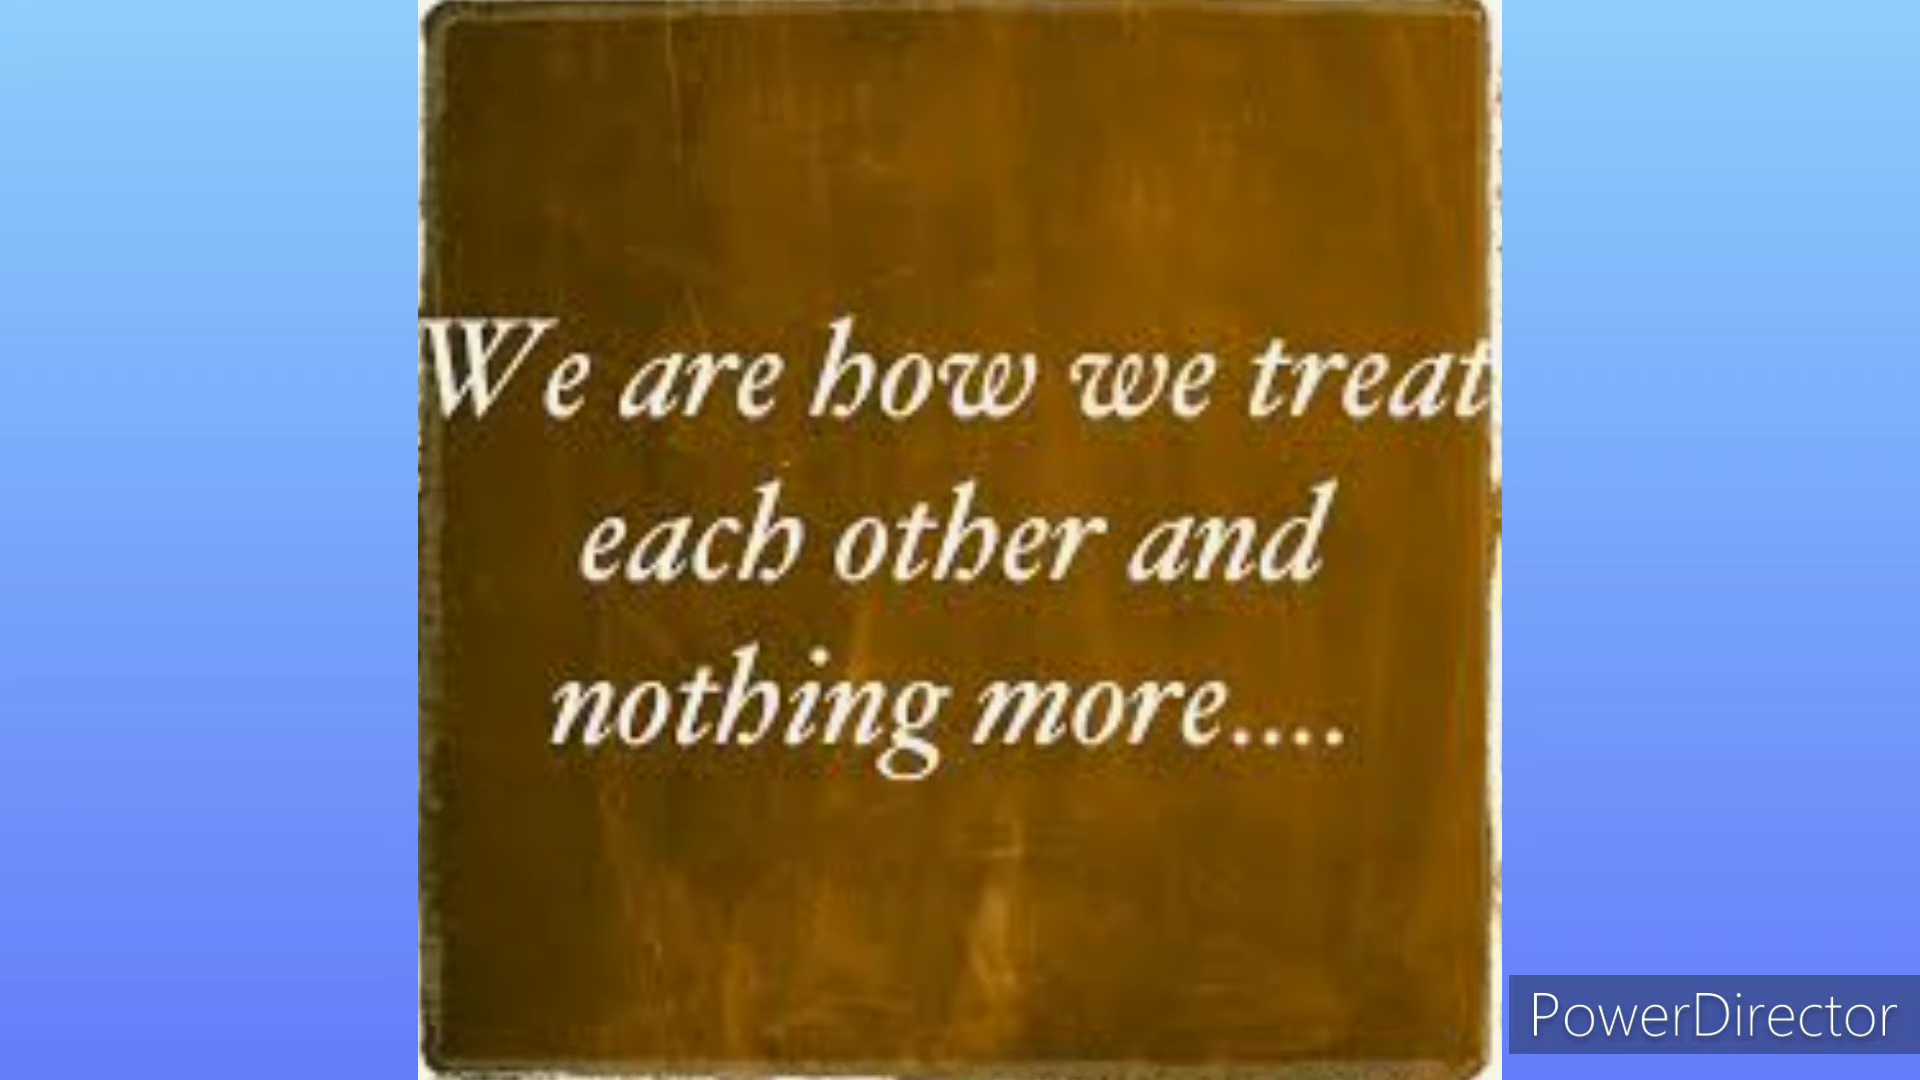 We are how we treat
each other and
nothing more....
PowerDirector